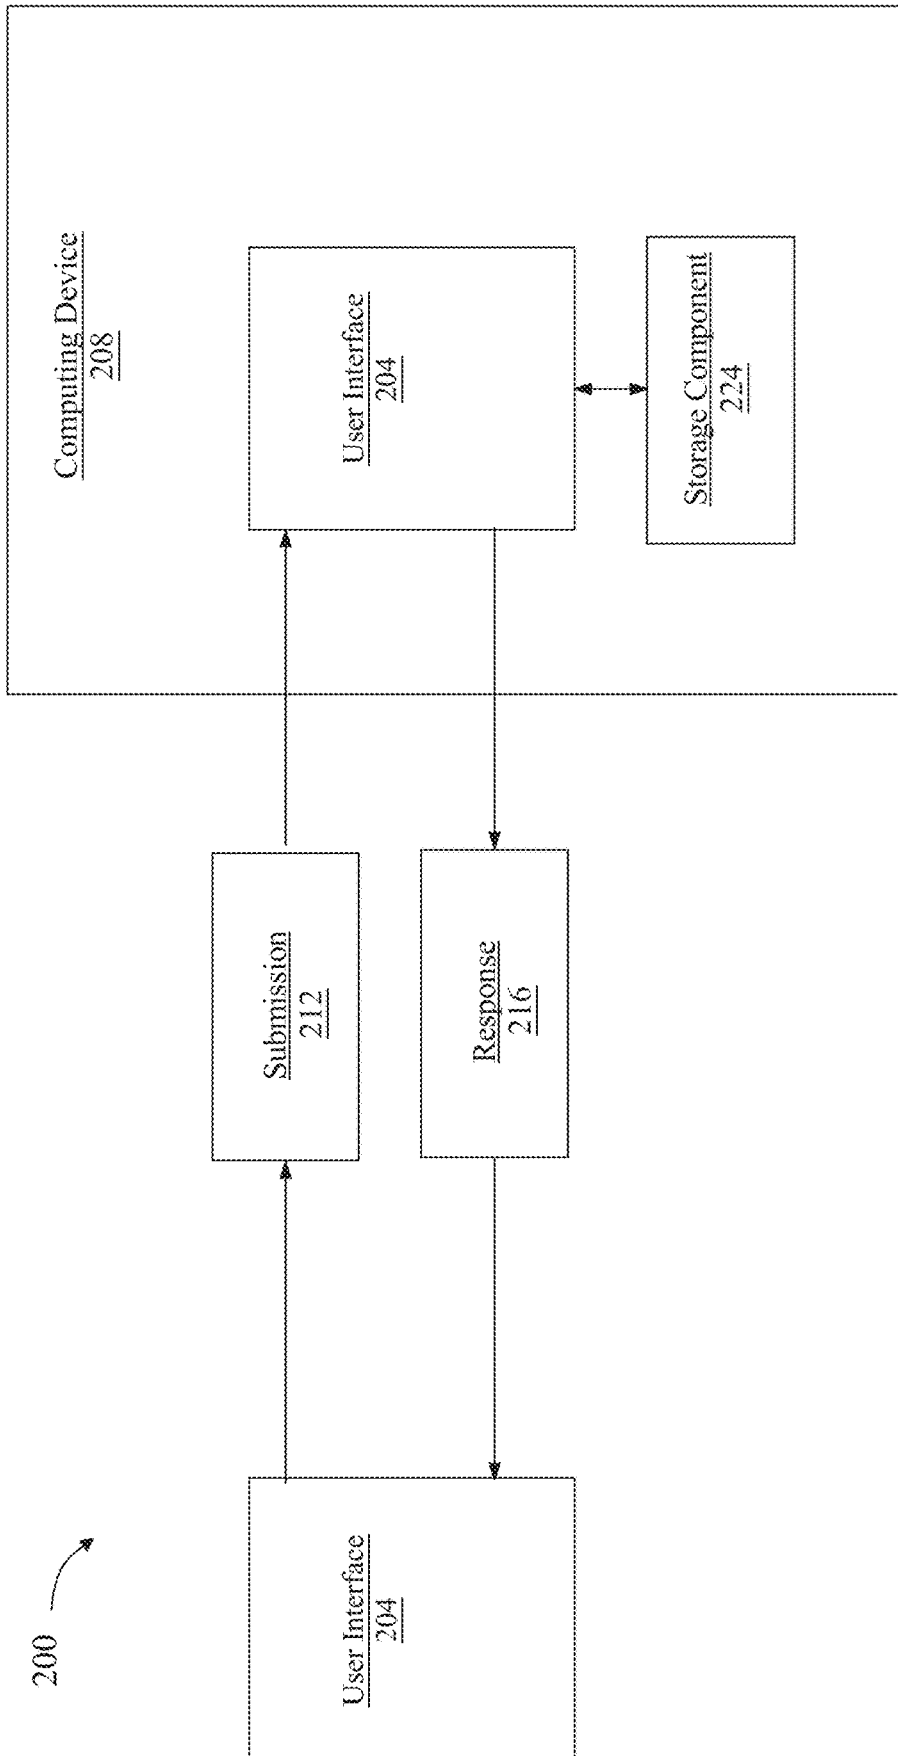 200
User Interface
204
Submission
212
Response
216
Computing Device
208
User Interface
204
Storage Component
224